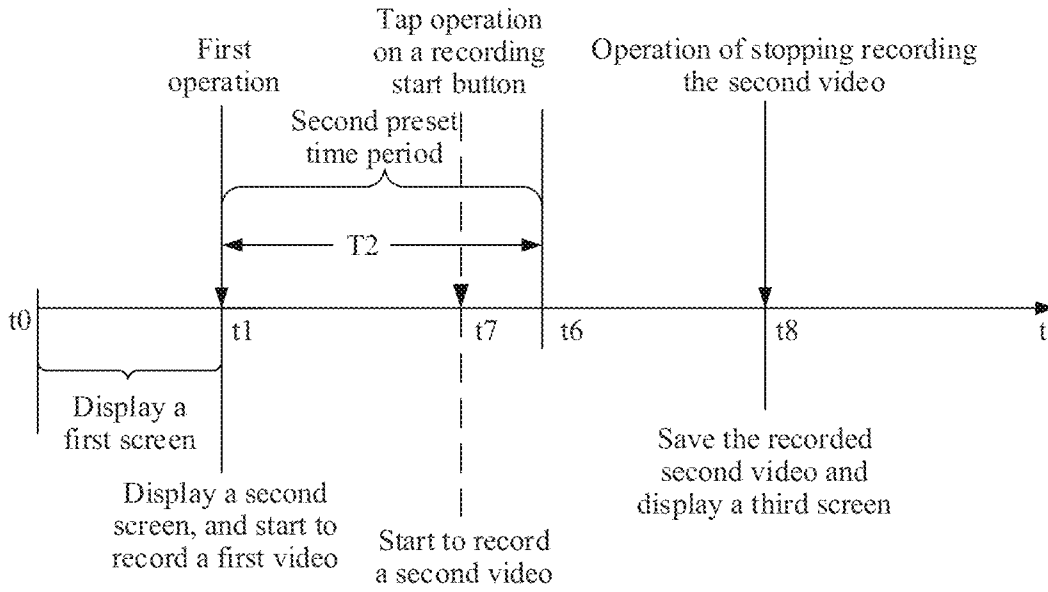 First
operation
Tap operation
on a recording
start button
Operation of stopping recording
the second video
Second preset
time period
T2
t0
t1
t7
t6
t8
t
Display a
first screen
Display a second
screen, and start to
record a first video
Start to record
a second video
Save the recorded
second video and
display a third screen